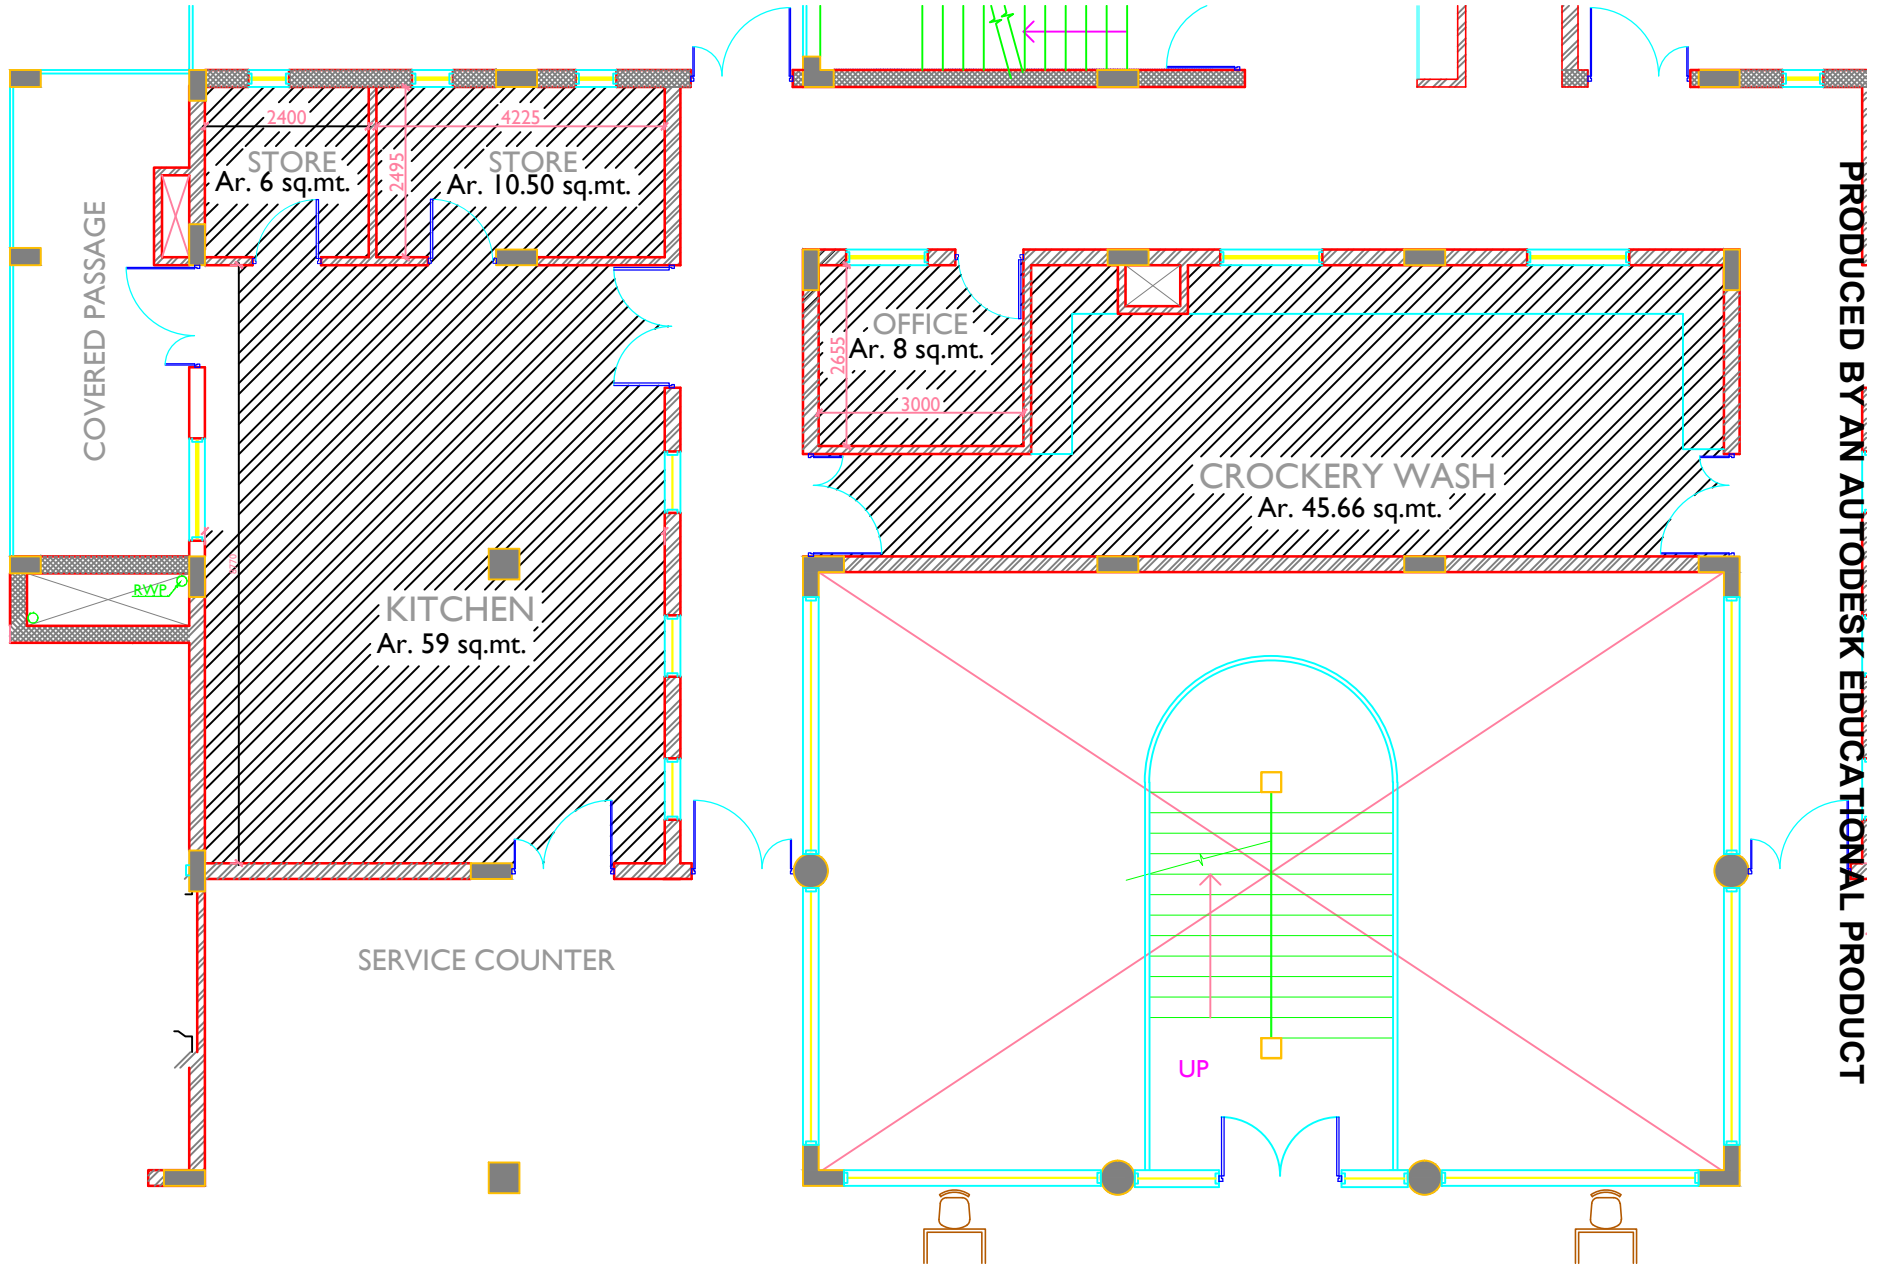 2400
4225
STORE
Ar. 6 sq.mt.
2495
STORE
Ar. 10.50 sq.mt.
COVERED PASSAGE
OFFICE
Ar. 8 sq.mt.
2655
3000
CROCKERY WASH
Ar. 45.66 sq.mt.
RWP
KITCHEN
Ar. 59 sq.mt.
SERVICE COUNTER
UP
PRODUCED BY AN AUTODESK EDUCATIONAL PRODUCT